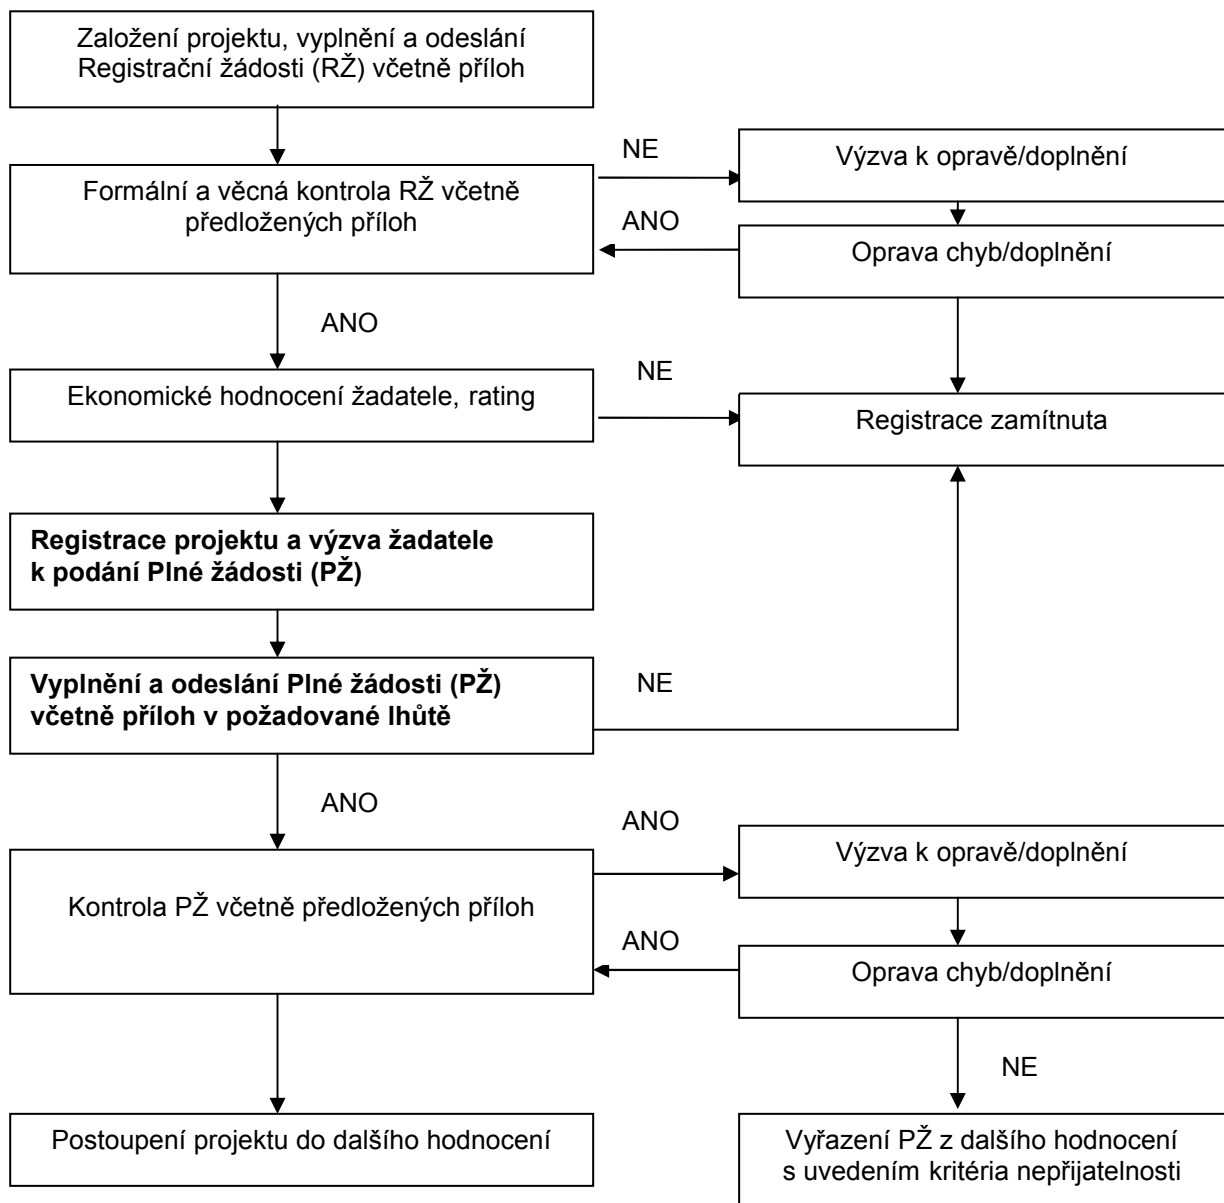 Založení projektu, vyplnění a odeslání
Registrační žádosti (RŽ) včetně příloh
NE
Výzva k opravě/doplnění
Formální a věcná kontrola RŽ včetně
předložených příloh
ANO
Oprava chyb/doplnění
ANO
Ekonomické hodnocení žadatele, rating
NE
Registrace zamítnuta
Registrace projektu a výzva žadatele
k podání Plné žádosti (PŽ)
Vyplnění a odeslání Plné žádosti (PŽ)
včetně příloh v požadované lhůtě
NE
ANO
ANO
Výzva k opravě/doplnění
Kontrola PŽ včetně předložených příloh
ANO
Oprava chyb/doplnění
NE
Postoupení projektu do dalšího hodnocení
Vyřazení PŽ z dalšího hodnocení
s uvedením kritéria nepřijatelnosti